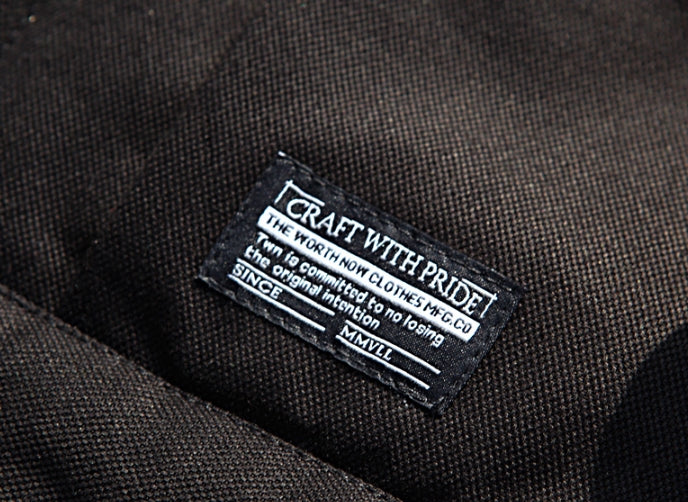 CRAFT WITH PRIDE
THE WORTH NOW CLOTHES MFG.CO
Twn is committed to no losing
the original intention
SINCE
MMVLL